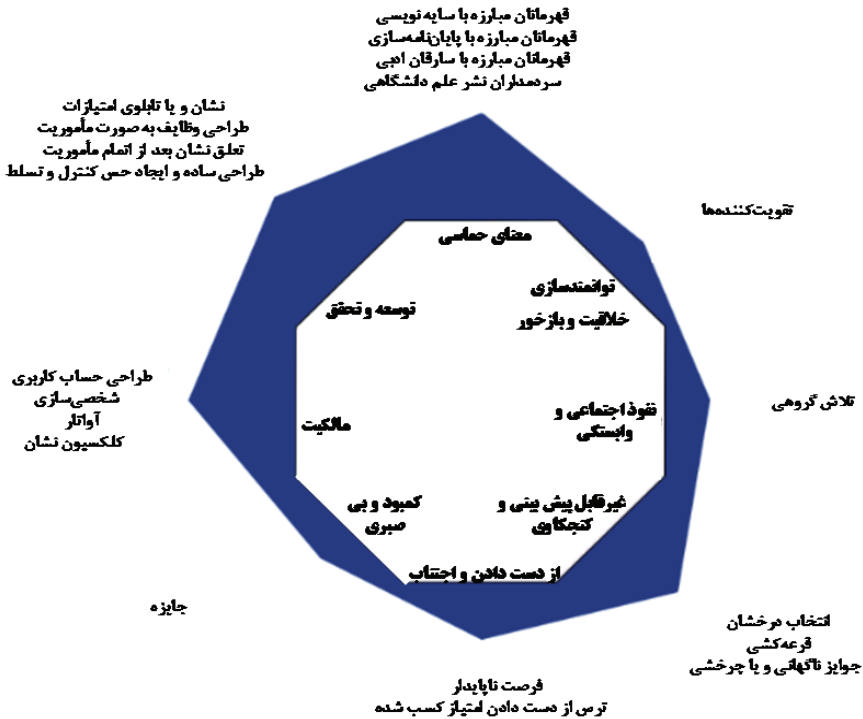 قهرمانان مبارزه با سایه نویسی
قهرمانان مبارزه با پایان‌نامه‌سازی
قهرمانان مبارزه با سارقان ادبی
سردمداران نشر علم دانشگاهی
نشان و یا تابلوی امتیازات
طراحی وظایف به صورت مأموریت
تعلق نشان بعد از اتمام مأموریت
طراحی ساده و ایجاد حس کنترل و تسلط
تقویت‌کننده‌ها
معنای حماسی
توانمندسازی
خلاقیت و بازخور
توسعه و تحقق
طراحی حساب کاربری
شخصی‌سازی
آواتار
کلکسیون نشان
تلاش گروهی
نفوذ اجتماعی و
وابستگی
مالکیت
غیرقابل پیش بینی و
کنجکاوی
کمبود و بی
صبری
از دست دادن و اجتناب
جایزه
انتخاب درخشان
قرعه‌کشی
جوایز ناگهانی و یا چرخشی
فرصت ناپایدار
ترس از دست دادن امتیاز کسب شده